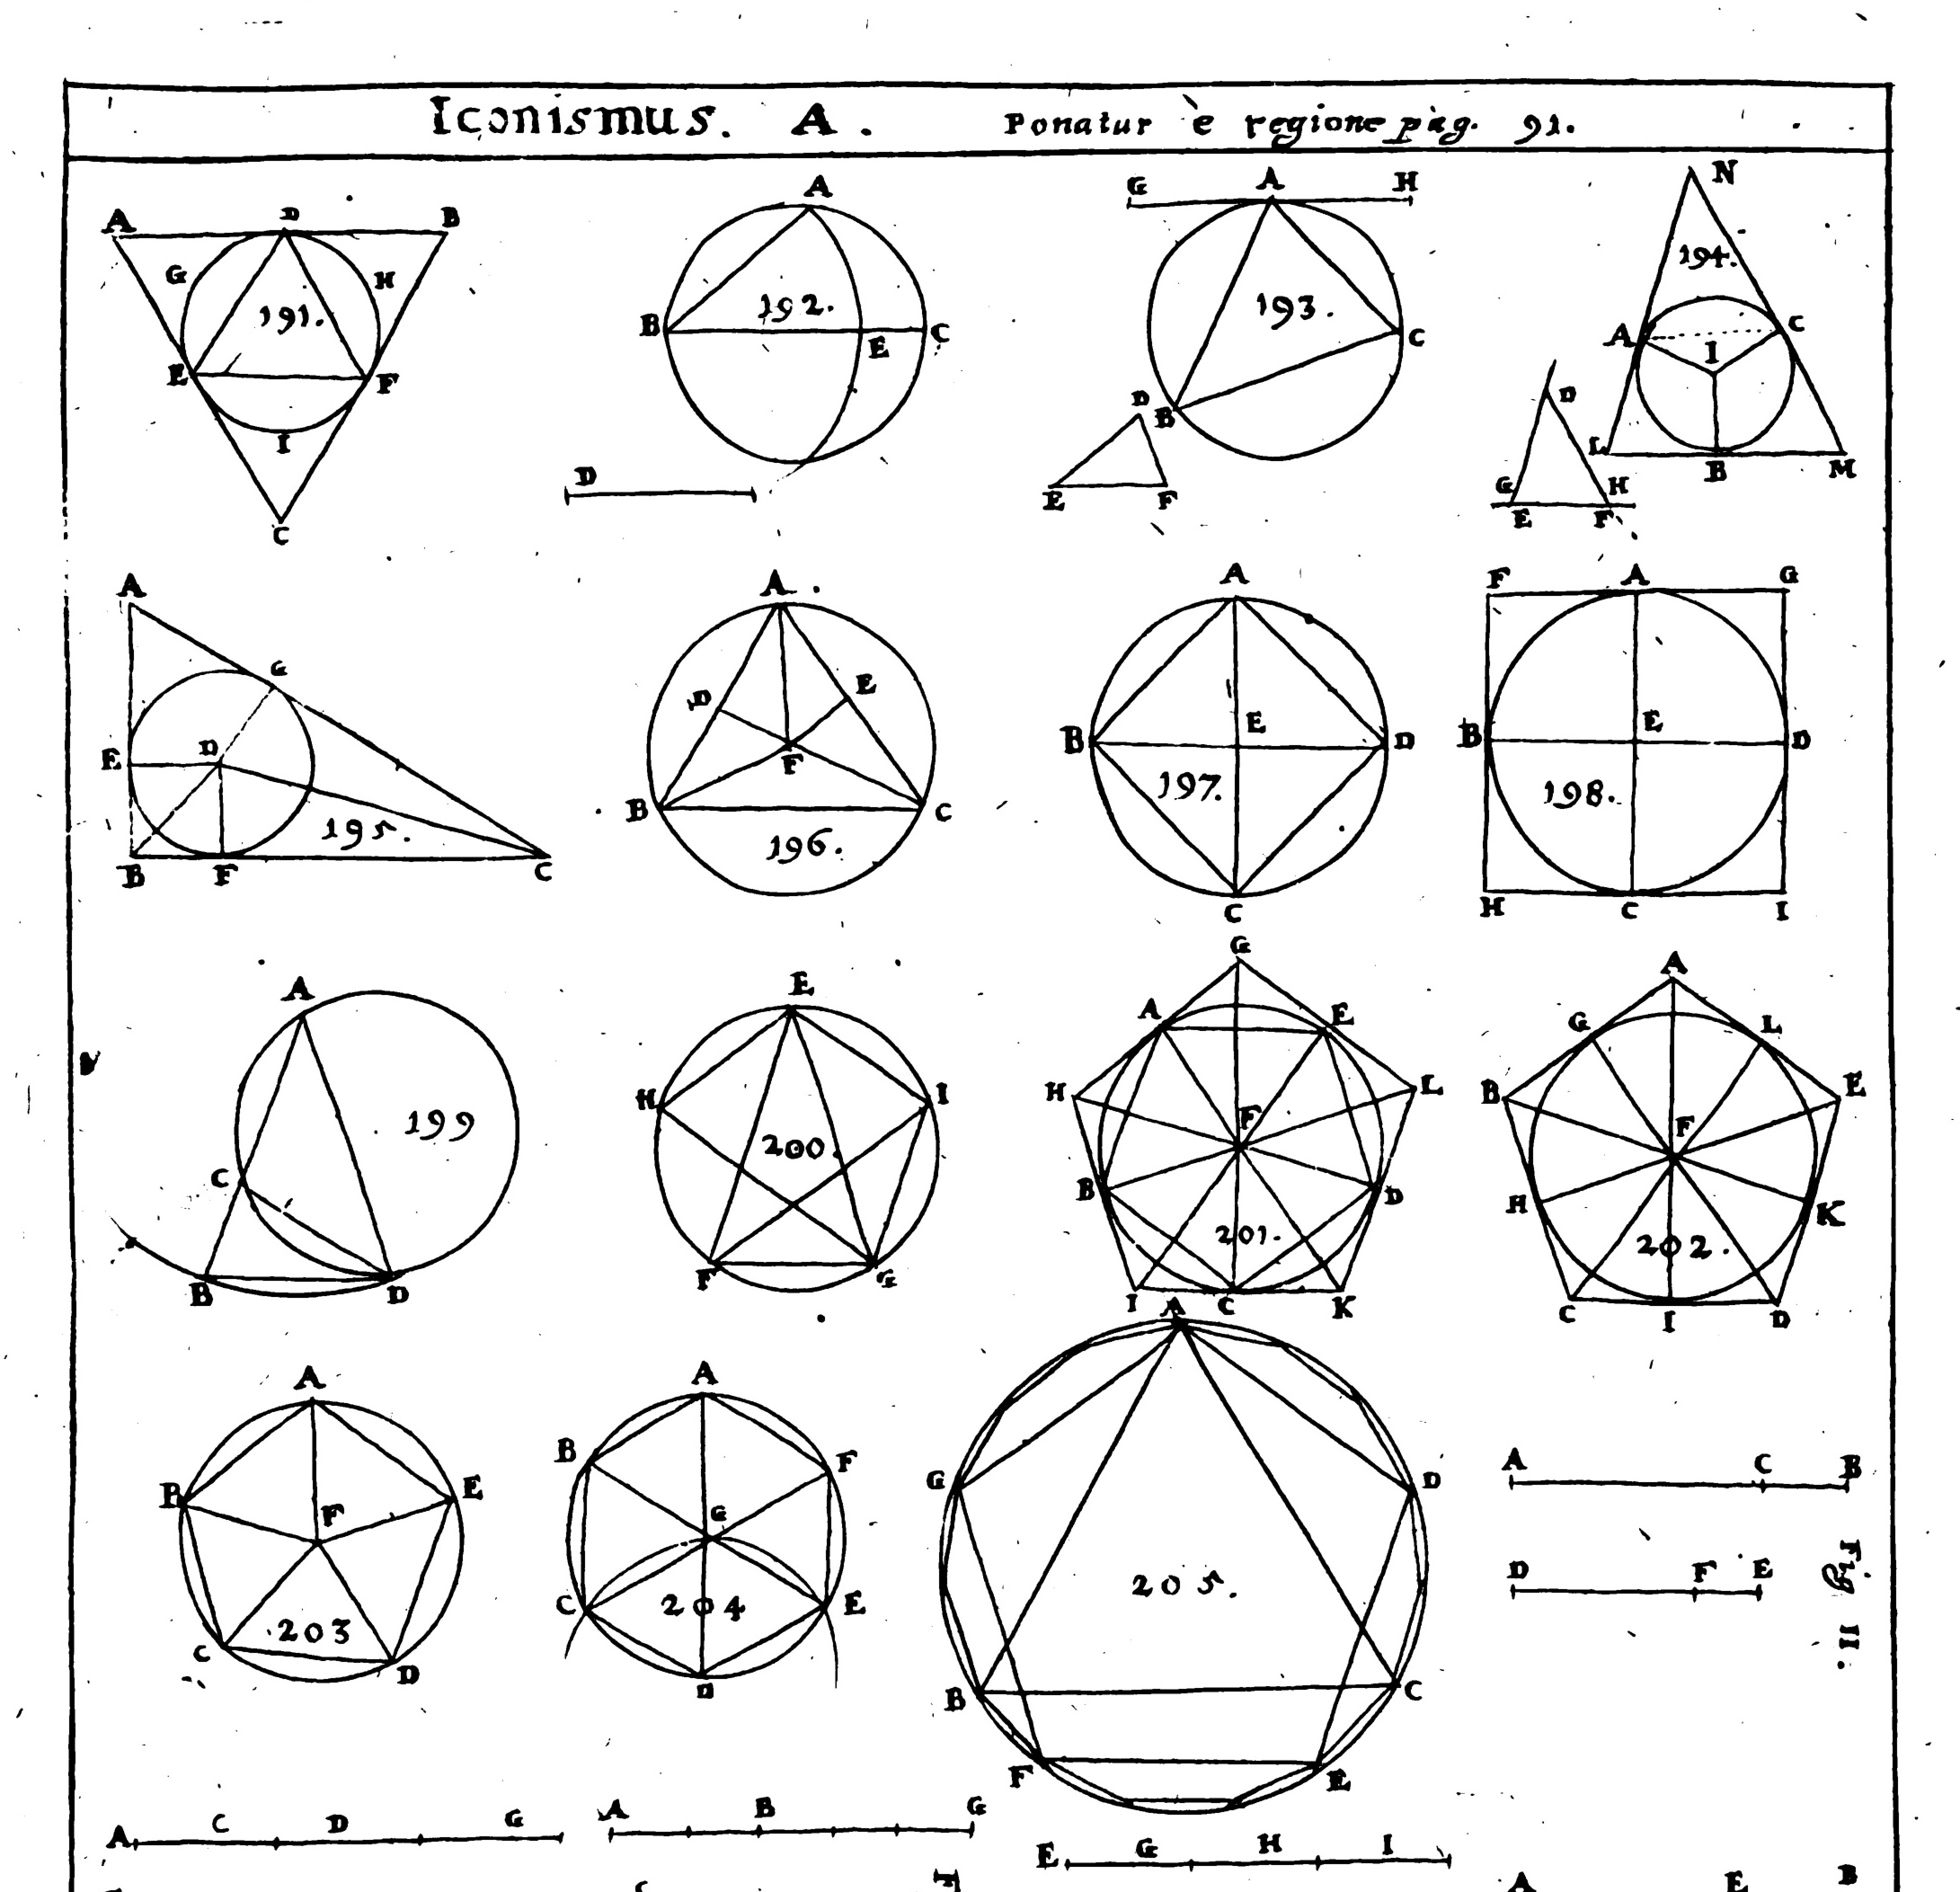 Iconismus. A. Ponatur è regione pàg. 91.
A D B
G H
191.
E F
I
C
A
192.
B E C
D
G A H
193.
C
D B
E F
N
194.
A C
I
D
L B M
G H
E F
A
G
E D
195.
B F C
A.
D E
F
B C
196.
A
B E D
197.
C
F A G
B E D
198.
H C I
A
199
C
B D
E
H I
200.
F G
G
A E
H L
F
B D
201.
I C K
A
G L
B E
F
H K
202.
C I D
A
B E
F
203
C D
A
B F
G
C 204 E
D
A
G D
205.
B C
F E
A C B
D F E
Fig II.
A C D G
A B G
E G H I
A E B